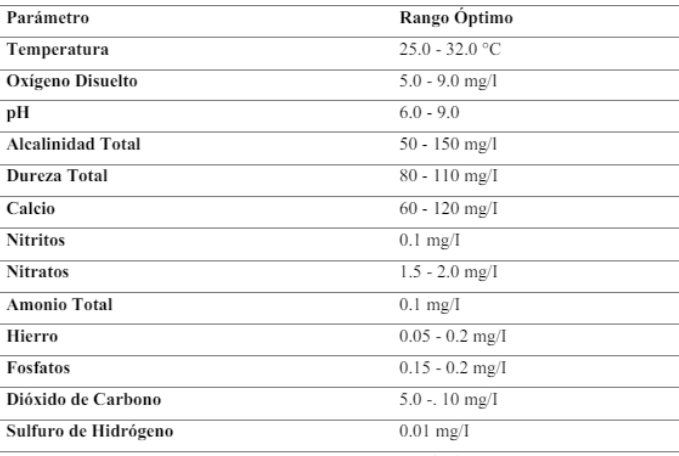 Parámetro Rango Óptimo
Temperatura 25.0 - 32.0 °C
Oxígeno Disuelto 5.0 - 9.0 mg/l
pH 6.0 - 9.0
Alcalinidad Total 50 - 150 mg/l
Dureza Total 80 - 110 mg/I
Calcio 60 - 120 mg/I
Nitritos 0.1 mg/I
Nitratos 1.5 - 2.0 mg/I
Amonio Total 0.1 mg/I
Hierro 0.05 - 0.2 mg/I
Fosfatos 0.15 - 0.2 mg/I
Dióxido de Carbono 5.0 -. 10 mg/I
Sulfuro de Hidrógeno 0.01 mg/I